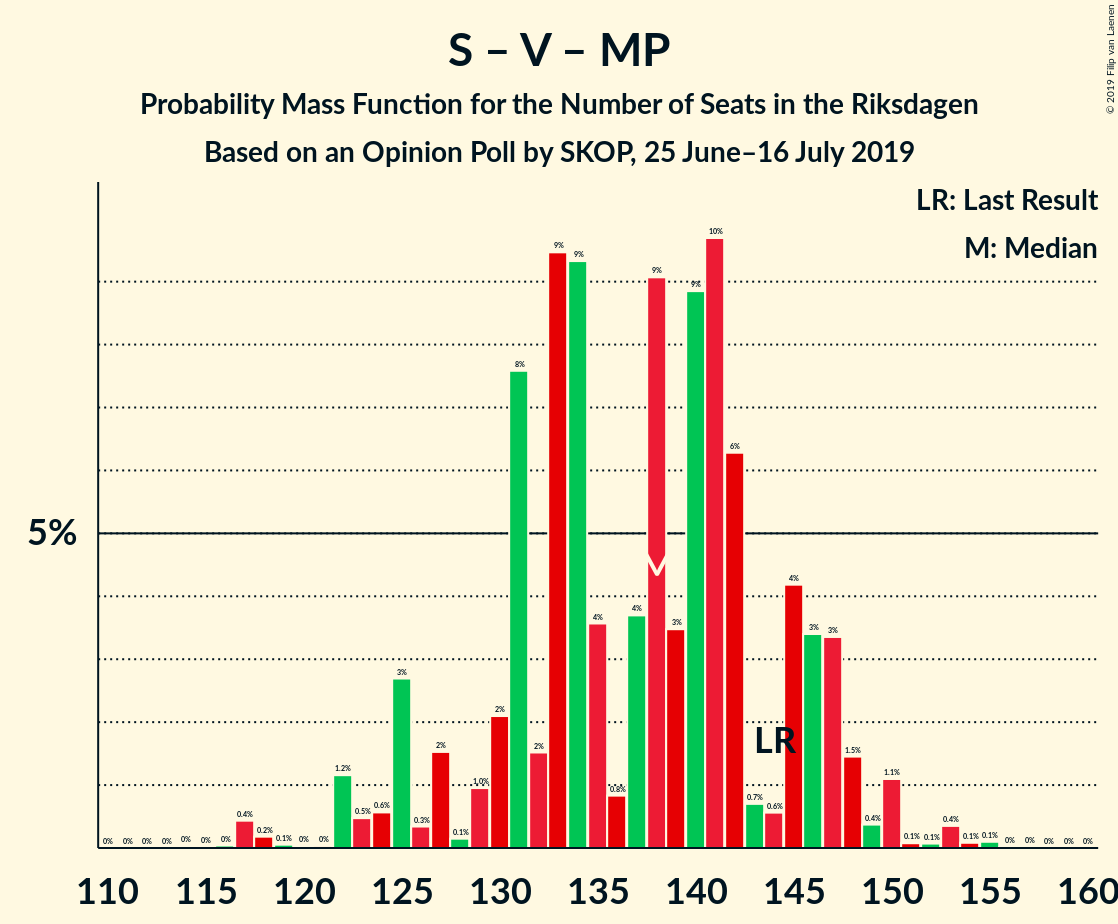 S – V – MP
Probability Mass Function for the Number of Seats in the Riksdagen
Based on an Opinion Poll by SKOP, 25 June–16 July 2019
© 2019 Filip van Laenen
LR: Last Result
M: Median
5%
0% 0% 0% 0% 0% 0% 0% 0.4% 0.2% 0.1% 0% 0% 1.2% 0.5% 0.6% 3% 0.3% 2% 0.1% 1.0% 2% 8% 2% 9% 9% 4% 0.8% 4% 9% 3% 9% 10% 6% 0.7% 0.6% 4% 3% 3% 1.5% 0.4% 1.1% 0.1% 0.1% 0.4% 0.1% 0.1% 0% 0% 0% 0% 0%
LR
110 115 120 125 130 135 140 145 150 155 160